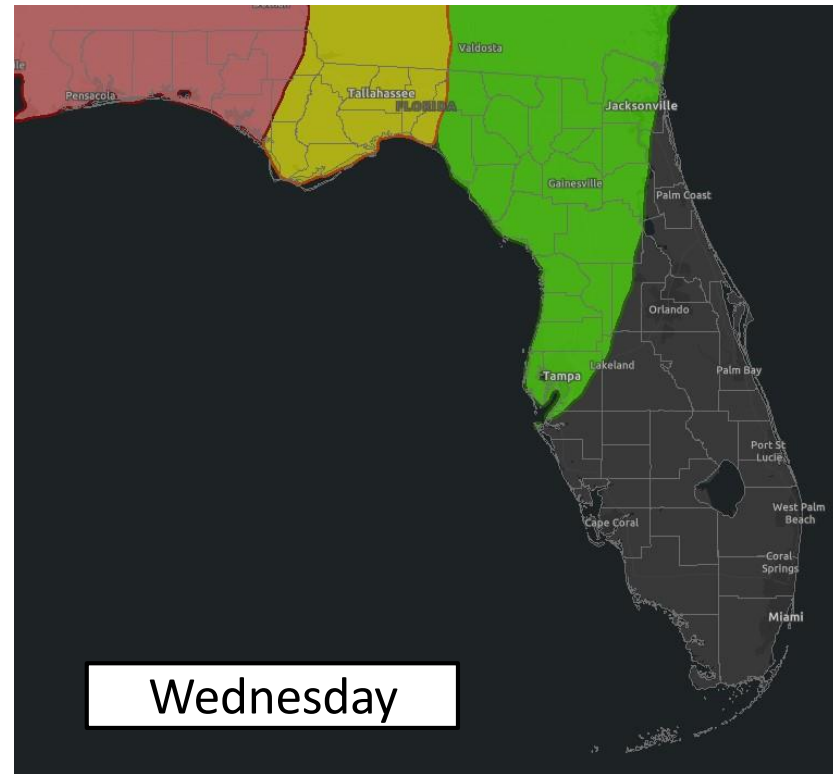 Valdosta
Pensacola
Tallahassee
FLORIDA
Jacksonville
Gainesville
Palm Coast
Orlando
Tampa
Lakeland
Palm Bay
Port St
Lucie
West Palm
Beach
Cape Coral
Coral
Springs
Miami
Wednesday